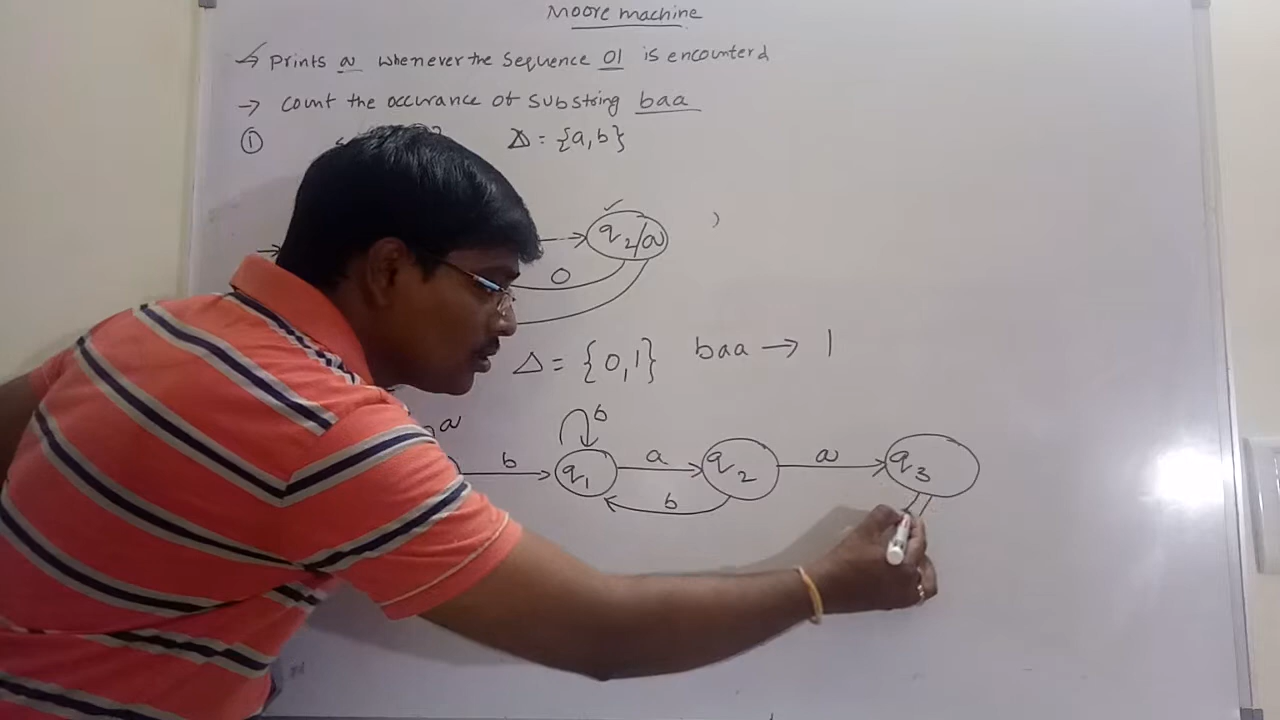 Moore machine
↳ Prints a whenever the sequence 01 is encounterd
→ count the occurance of substring baa
① Δ = {a,b}
q2/a
0
Δ = {0,1} baa → 1
a b
b q1 a q2 a q3
b